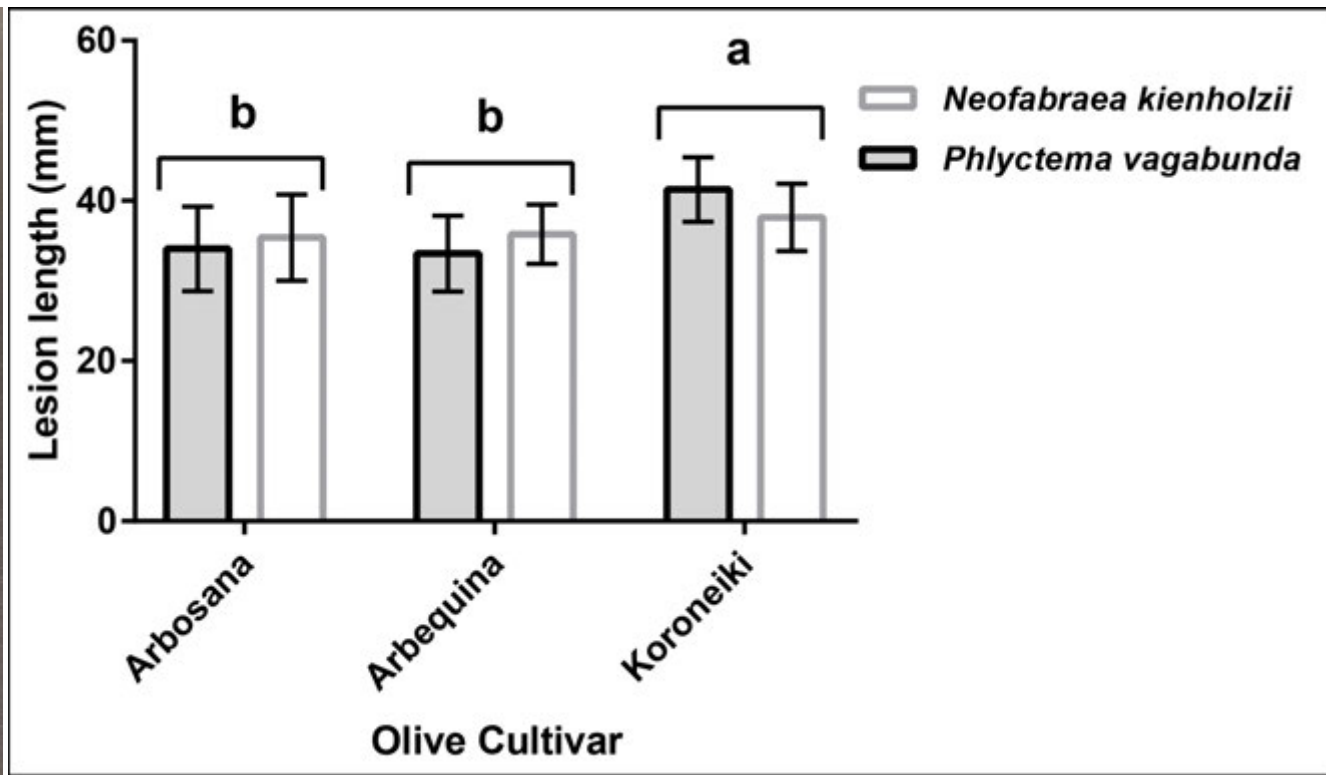 60
40
20
0
Lesion length (mm)
b
b
a
Neofabraea kienholzii
Phlyctema vagabunda
Arbosana
Arbequina
Koroneiki
Olive Cultivar